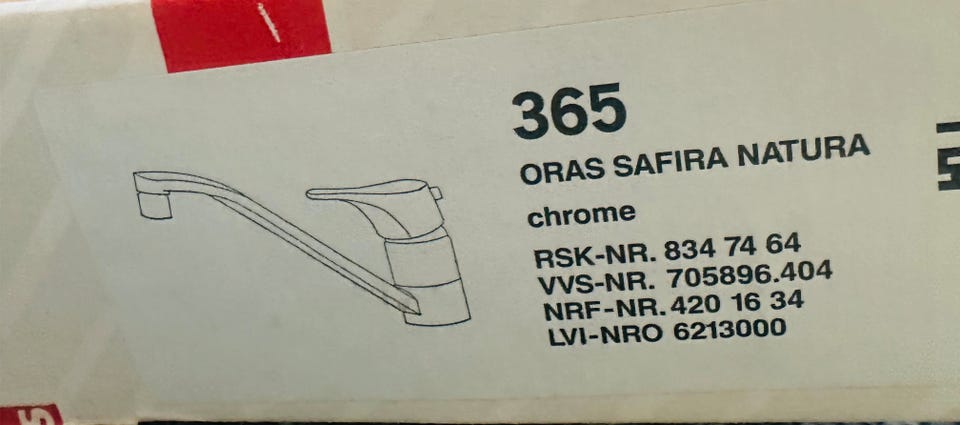 365
ORAS SAFIRA NATURA
chrome
RSK-NR. 834 74 64
VVS-NR. 705896.404
NRF-NR. 420 16 34
LVI-NRO 6213000